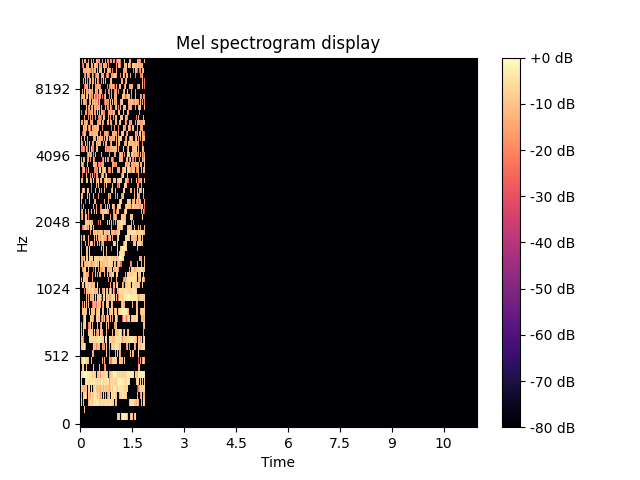 Mel spectrogram display
Hz
8192
4096
2048
1024
512
0
0 1.5 3 4.5 6 7.5 9 10
Time
+0 dB
-10 dB
-20 dB
-30 dB
-40 dB
-50 dB
-60 dB
-70 dB
-80 dB